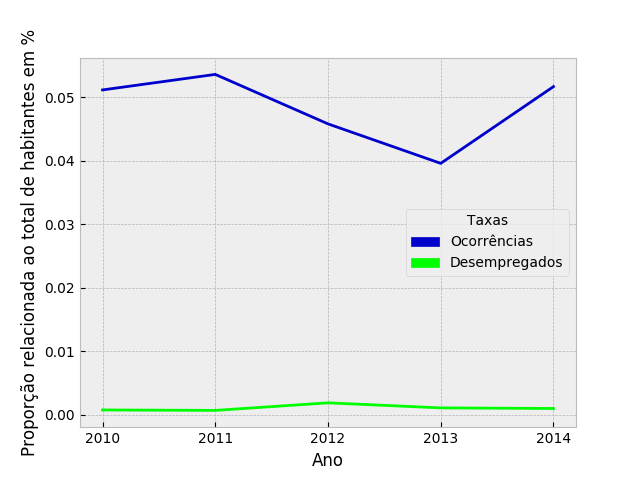 Proporção relacionada ao total de habitantes em %
0.05
0.04
0.03
0.02
0.01
0.00
Taxas
Ocorrências
Desempregados
2010 2011 2012 2013 2014
Ano